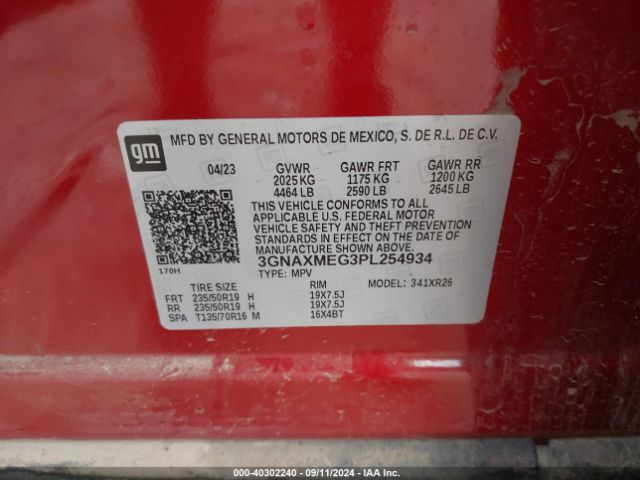 gm
MFD BY GENERAL MOTORS DE MEXICO, S. DE R.L. DE C.V.
04/23 GVWR GAWR FRT GAWR RR
2025 KG 1175 KG 1200 KG
4464 LB 2590 LB 2645 LB
THIS VEHICLE CONFORMS TO ALL
APPLICABLE U.S. FEDERAL MOTOR
VEHICLE SAFETY AND THEFT PREVENTION
STANDARDS IN EFFECT ON THE DATE OF
MANUFACTURE SHOWN ABOVE.
3GNAXMEG3PL254934
170H TYPE: MPV MODEL: 341XR26
TIRE SIZE RIM
FRT 235/50R19 H 19X7.5J
RR 235/50R19 H 19X7.5J
SPA T135/70R16 M 16X4BT
000-40302240 - 09/11/2024 - IAA Inc.